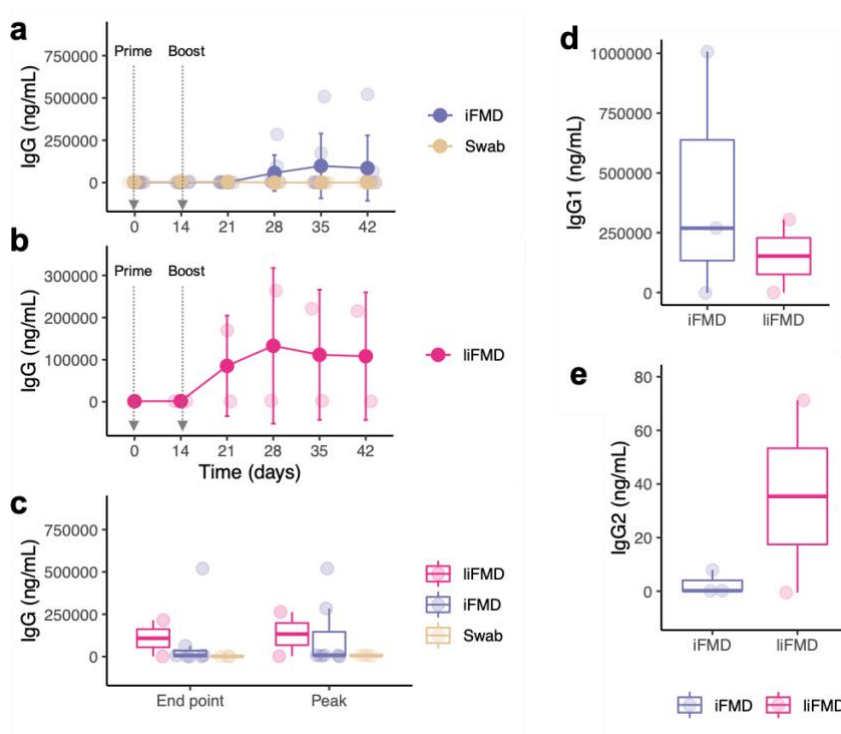 a
Prime Boost
IgG (ng/mL)
750000
500000
250000
0
0 14 21 28 35 42
iFMD
Swab
b
Prime Boost
IgG (ng/mL)
300000
200000
100000
0
0 14 21 28 35 42
Time (days)
liFMD
c
IgG (ng/mL)
750000
500000
250000
0
End point Peak
liFMD
iFMD
Swab
d
IgG1 (ng/mL)
1000000
750000
500000
250000
0
iFMD liFMD
e
IgG2 (ng/mL)
80
60
40
20
0
iFMD liFMD
iFMD liFMD